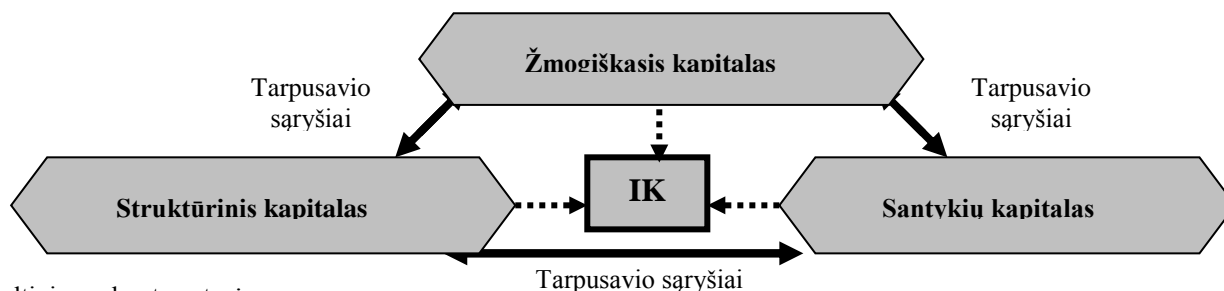 Žmogiškasis kapitalas
Tarpusavio
sąryšiai
Tarpusavio
sąryšiai
IK
Struktūrinis kapitalas
Santykių kapitalas
Tarpusavio sąryšiai